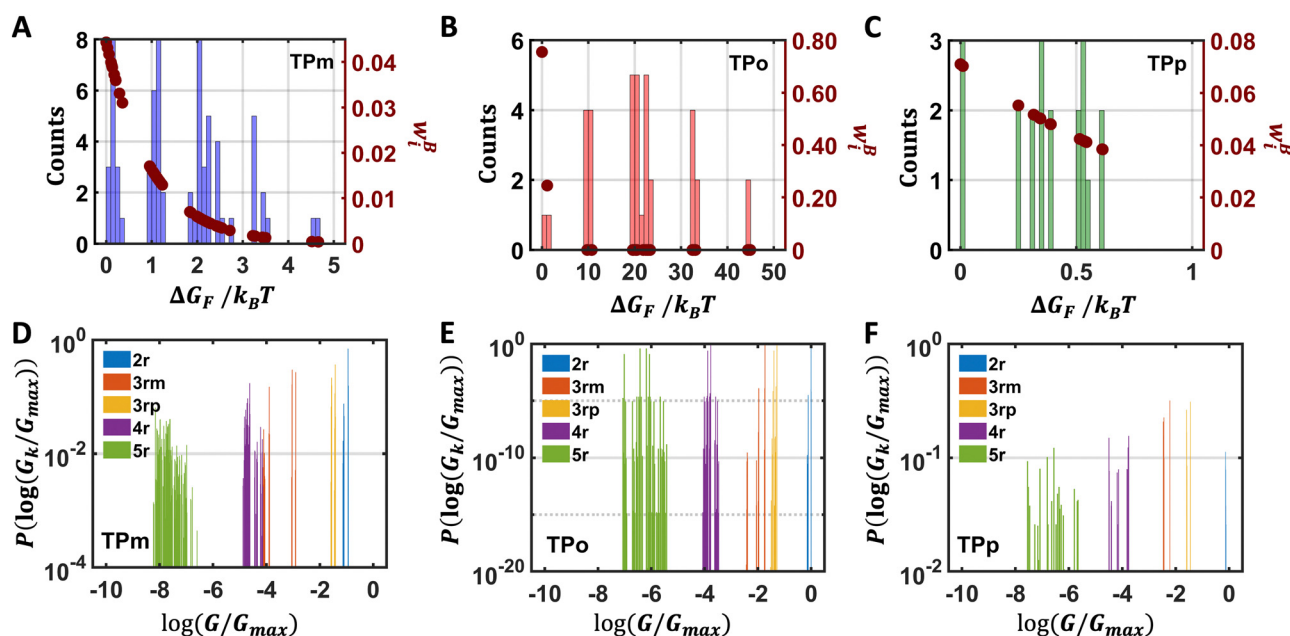 A
TPm
8
6
4
2
0
Counts
0 1 2 3 4 5
ΔG_F /k_BT
0.04
0.03
0.02
0.01
0
w_i^B
B
TPo
6
4
2
0
Counts
0 10 20 30 40 50
ΔG_F /k_BT
0.80
0.60
0.40
0.20
0
w_i^B
C
TPp
3
2
1
0
Counts
0 0.5 1
ΔG_F /k_BT
0.08
0.06
0.04
0.02
0.00
w_i^B
D
10^0
10^-2
10^-4
P(log(G_k/G_max))
2r
3rm
3rp
4r
5r
TPm
-10 -8 -6 -4 -2 0
log(G/G_max)
E
10^0
10^-10
10^-20
P(log(G_k/G_max))
2r
3rm
3rp
4r
5r
TPo
-10 -8 -6 -4 -2 0
log(G/G_max)
F
10^0
10^-1
10^-2
P(log(G_k/G_max))
2r
3rm
3rp
4r
5r
TPp
-10 -8 -6 -4 -2 0
log(G/G_max)